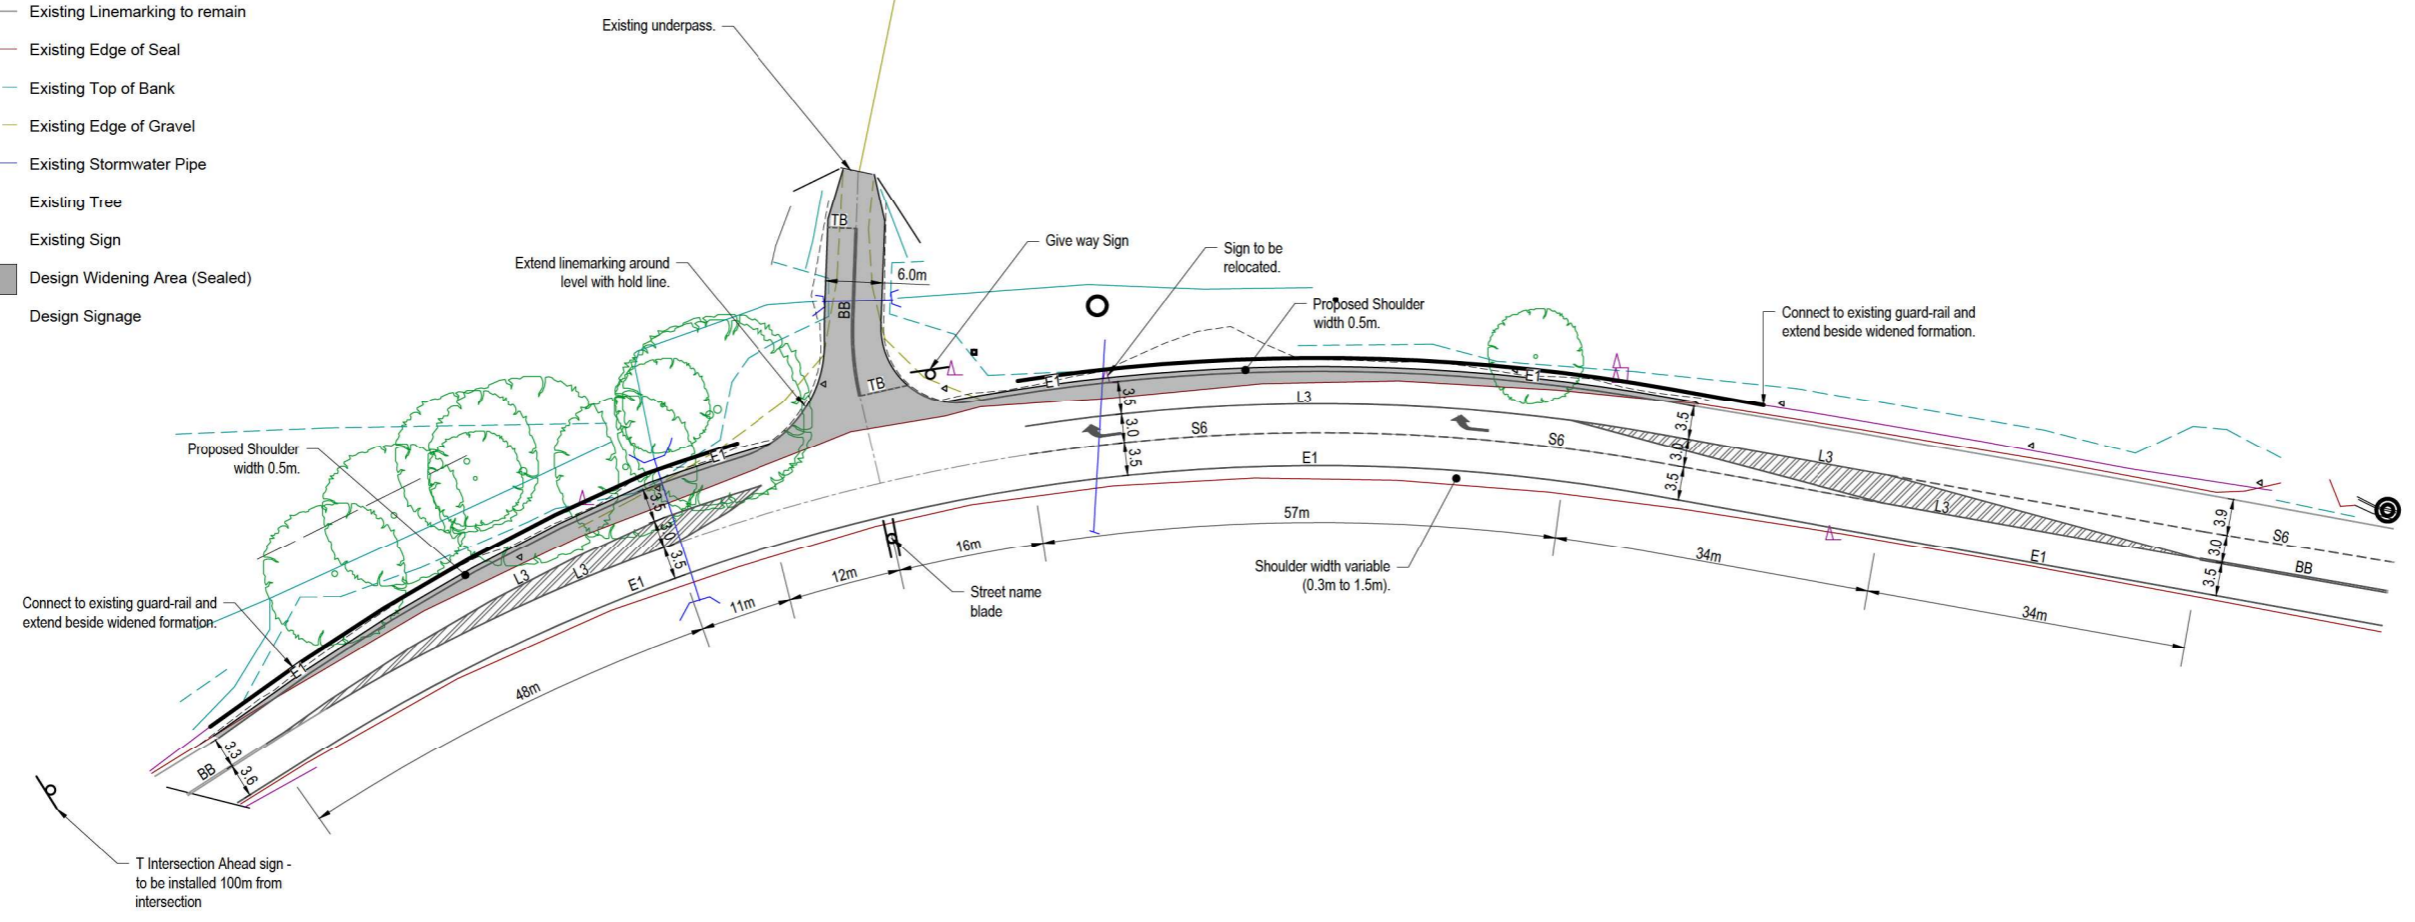 Existing Linemarking to remain
Existing Edge of Seal
Existing Top of Bank
Existing Edge of Gravel
Existing Stormwater Pipe
Existing Tree
Existing Sign
Design Widening Area (Sealed)
Design Signage
Existing underpass.
TB
Extend linemarking around
level with hold line.
6.0m
BB
TB
Give way Sign
Sign to be
relocated.
Proposed Shoulder
width 0.5m.
Connect to existing guard-rail and
extend beside widened formation.
E1
E1
L3
3.5
3.0
3.5
S6
S6
E1
3.5
3.0
3.5
L3
L3
3.9
3.0
3.5
S6
BB
E1
Proposed Shoulder
width 0.5m.
E1
3.5
3.0
3.5
L3
L3
E1
Connect to existing guard-rail and
extend beside widened formation.
E1
3.3
3.6
BB
48m
11m
12m
16m
57m
34m
34m
Street name
blade
Shoulder width variable
(0.3m to 1.5m).
T Intersection Ahead sign -
to be installed 100m from
intersection